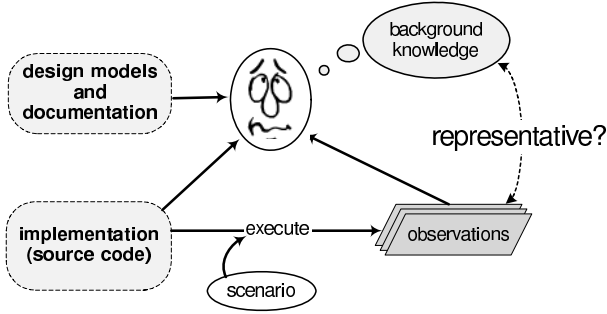 background
knowledge
design models
and
documentation
representative?
implementation
(source code)
execute
observations
scenario